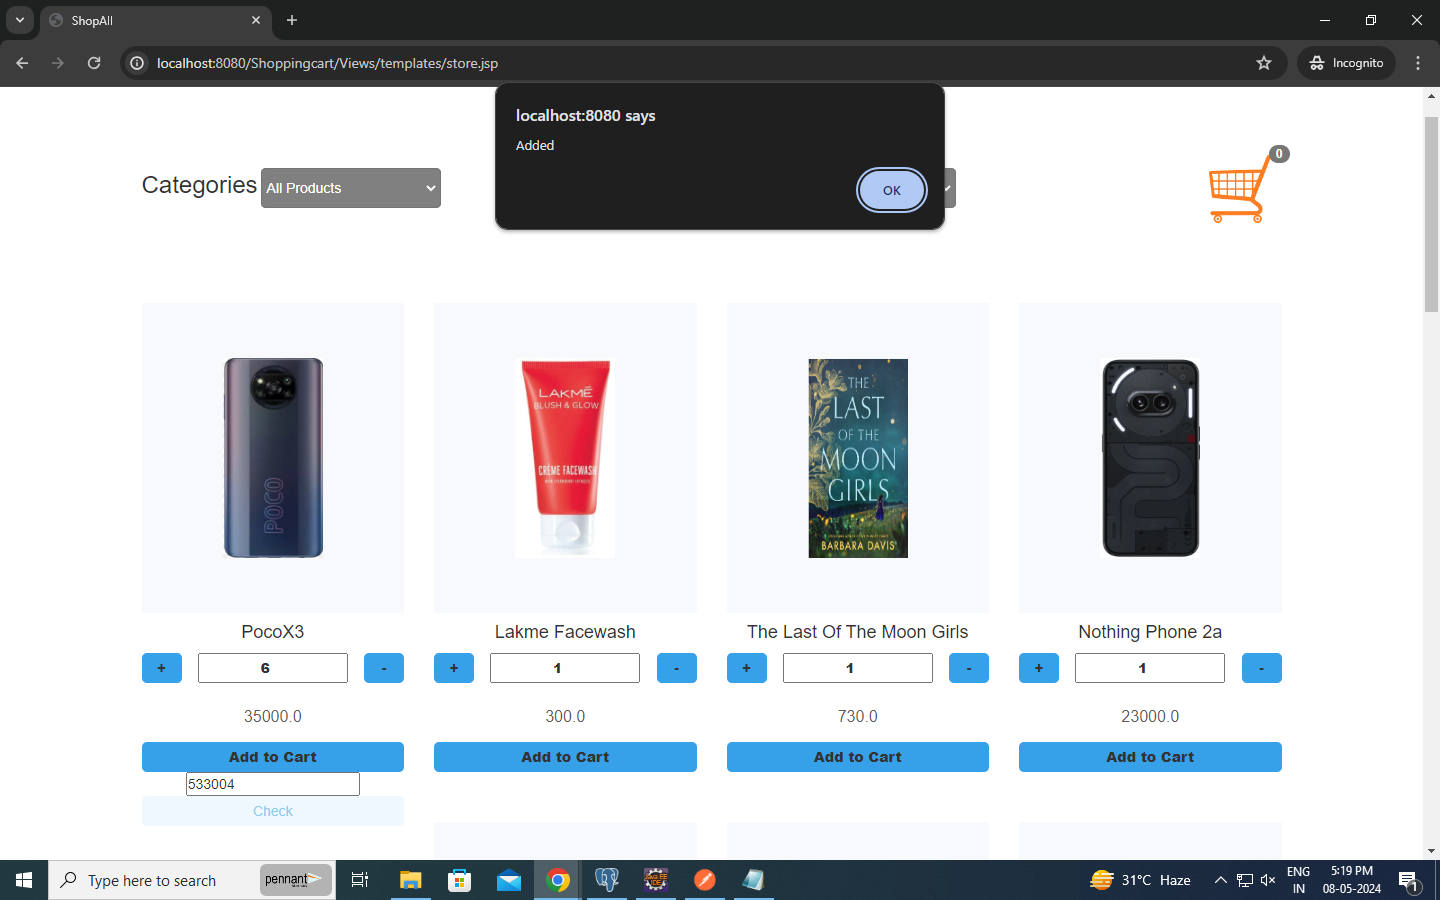 ShopAll
localhost:8080/Shoppingcart/Views/templates/store.jsp
Incognito
localhost:8080 says
Added
OK
Categories
All Products
0
POCO
LAKMÉ
BLUSH & GLOW
CRÈME FACEWASH
THE
LAST
OF THE
MOON
GIRLS
BARBARA DAVIS
PocoX3
Lakme Facewash
The Last Of The Moon Girls
Nothing Phone 2a
+ 6 -
+ 1 -
+ 1 -
+ 1 -
35000.0
300.0
730.0
23000.0
Add to Cart
Add to Cart
Add to Cart
Add to Cart
533004
Check
Type here to search
pennant
31°C Haze
ENG
IN
5:19 PM
08-05-2024
1